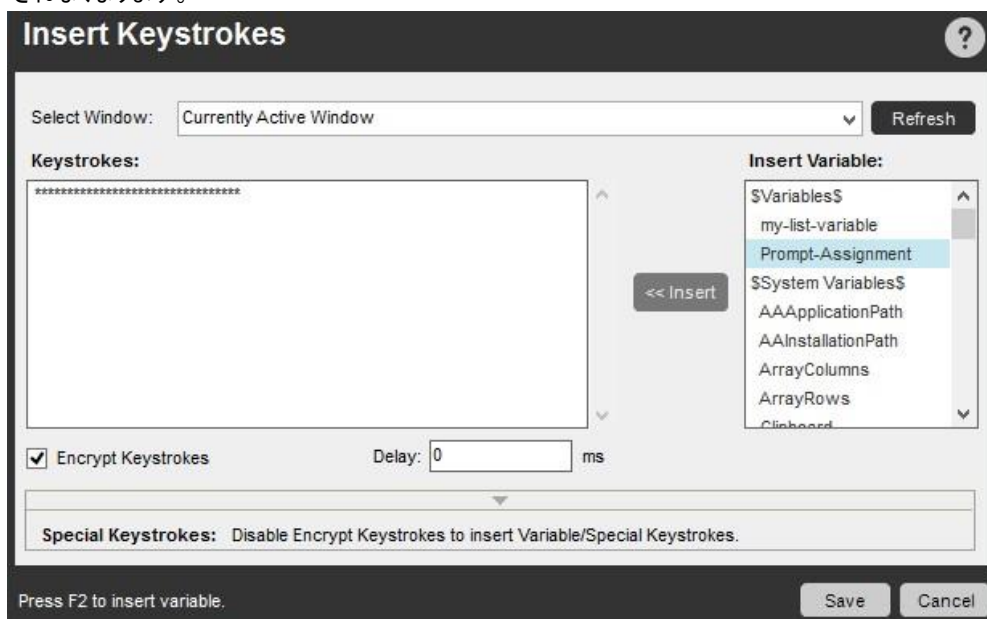 Insert Keystrokes
?
Select Window: Currently Active Window Refresh
Keystrokes: Insert Variable:
*********************************
$Variables$
my-list-variable
Prompt-Assignment
$System Variables$
AAApplicationPath
AAInstallationPath
ArrayColumns
ArrayRows
Clipboard
<< Insert
Encrypt Keystrokes Delay: 0 ms
Special Keystrokes: Disable Encrypt Keystrokes to insert Variable/Special Keystrokes.
Press F2 to insert variable. Save Cancel